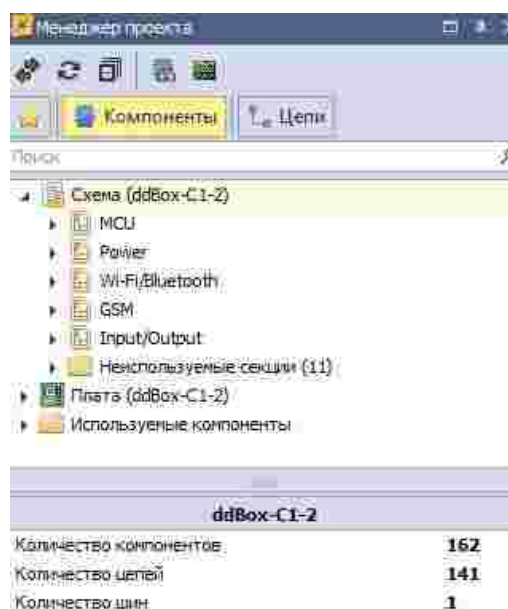 Менеджер проекта
Компоненты
Цепи
Поиск
Схема (ddBox-C1-2)
MCU
Power
Wi-Fi/Bluetooth
GSM
Input/Output
Неиспользуемые секции (11)
Плата (ddBox-C1-2)
Используемые компоненты
ddBox-C1-2
Количество компонентов 162
Количество цепей 141
Количество шин 1